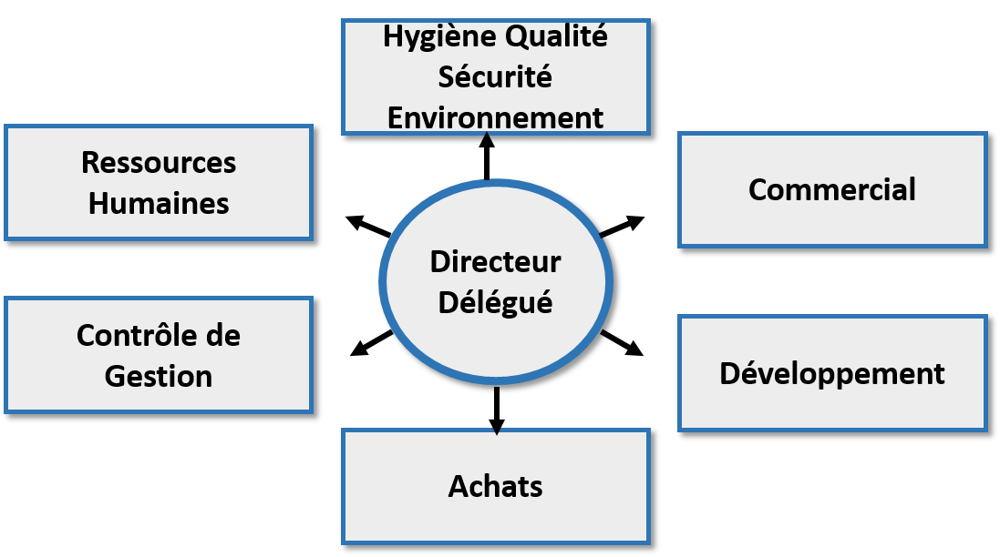 Hygiène Qualité
Sécurité
Environnement
Ressources
Humaines
Commercial
Directeur
Délégué
Contrôle de
Gestion
Développement
Achats